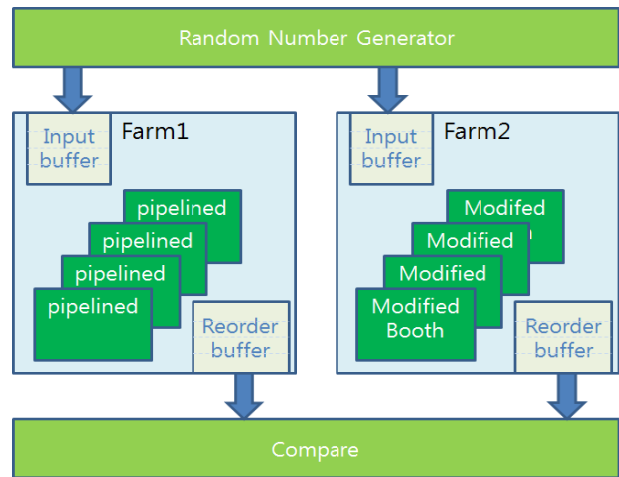 Random Number Generator
Input
buffer
Farm1
pipelined
pipelined
pipelined
pipelined
Reorder
buffer
Input
buffer
Farm2
Modifed
Modified
Modified
Modified
Booth
Reorder
buffer
Compare